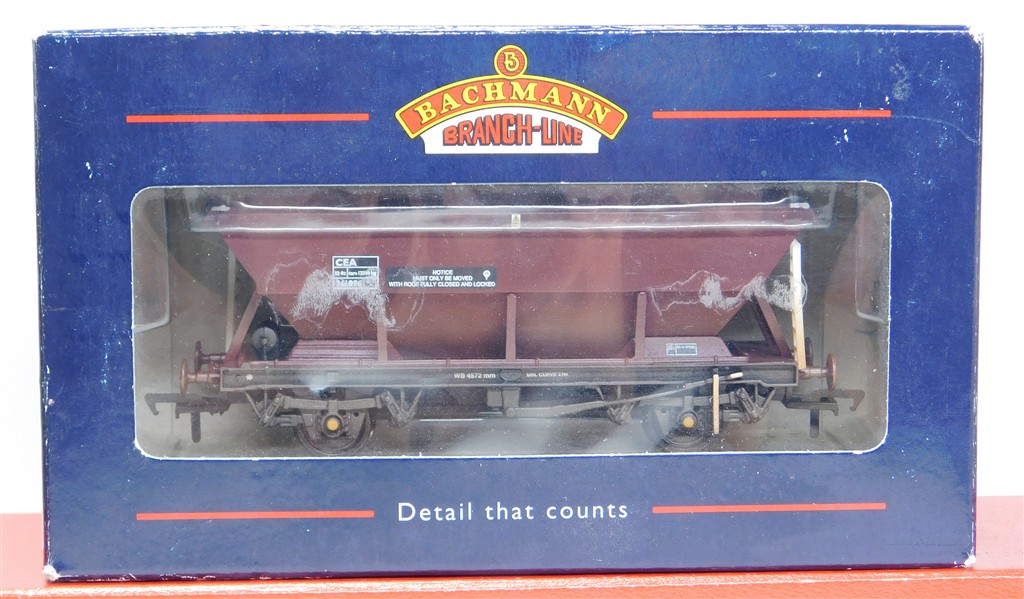 B
BACHMANN
BRANCH-LINE
CEA
NOTICE
MUST ONLY BE MOVED
WITH ROOF FULLY CLOSED AND LOCKED
WB 4572 mm
Detail that counts